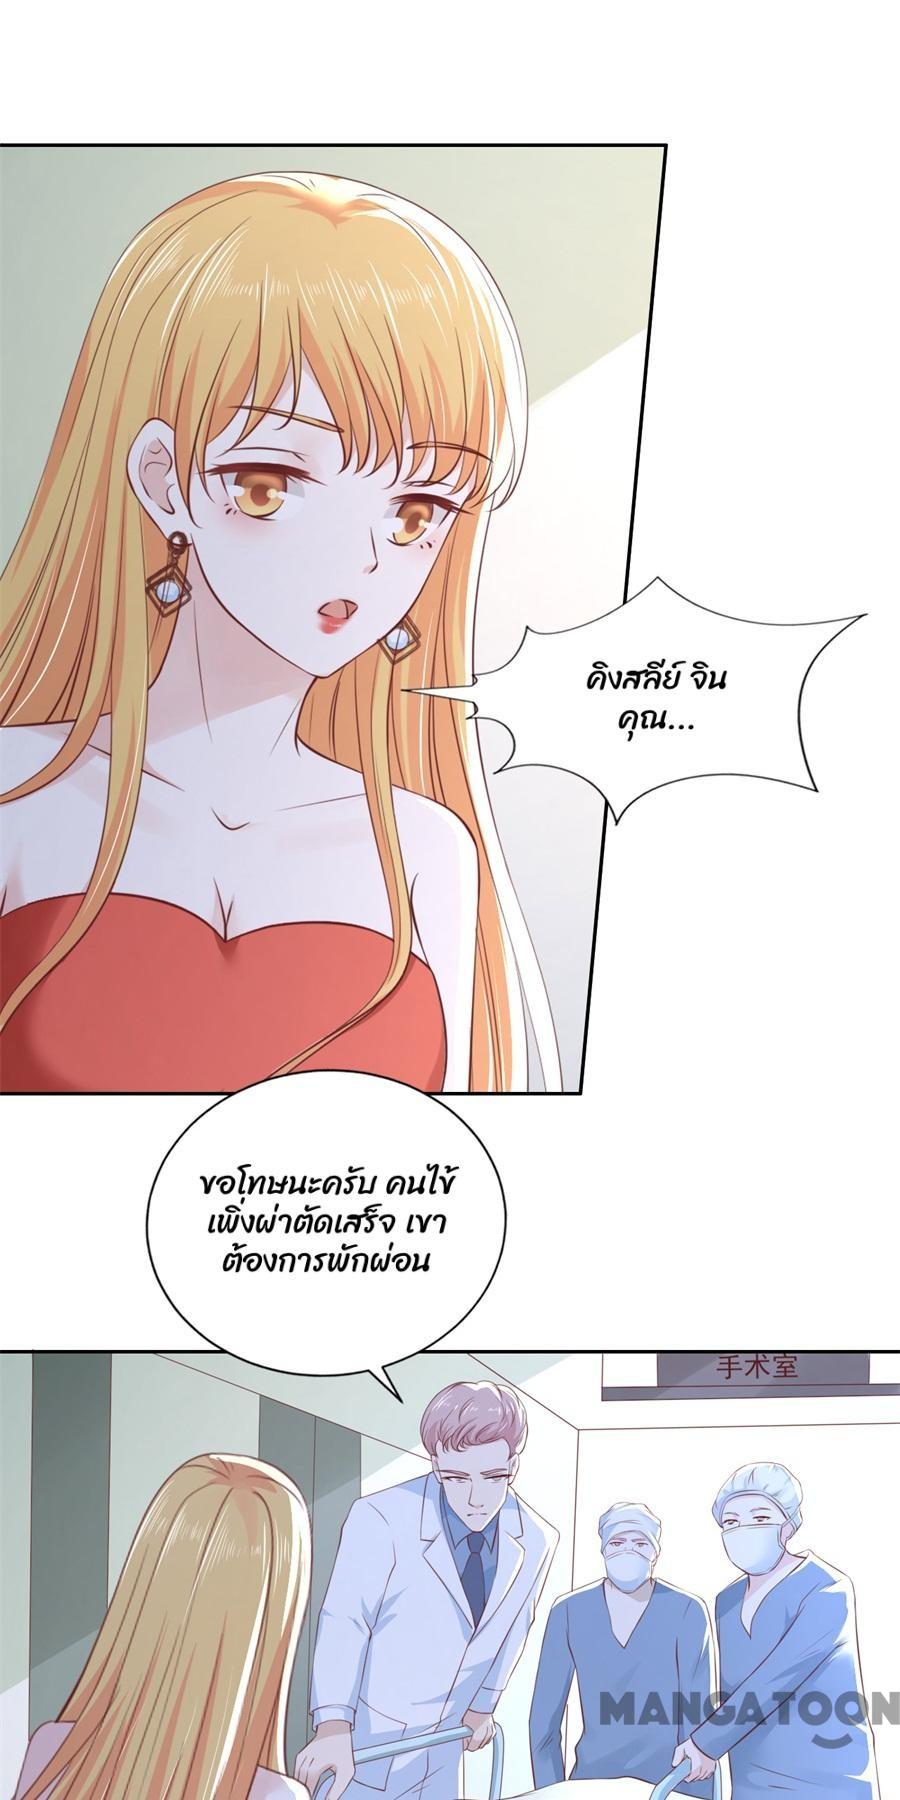 คิงสลีย์ จิน
คุณ...
ขอโทษนะครับ คนไข้
เพิ่งผ่าตัดเสร็จ เขา
ต้องการพักผ่อน
手术室
MANGATOON